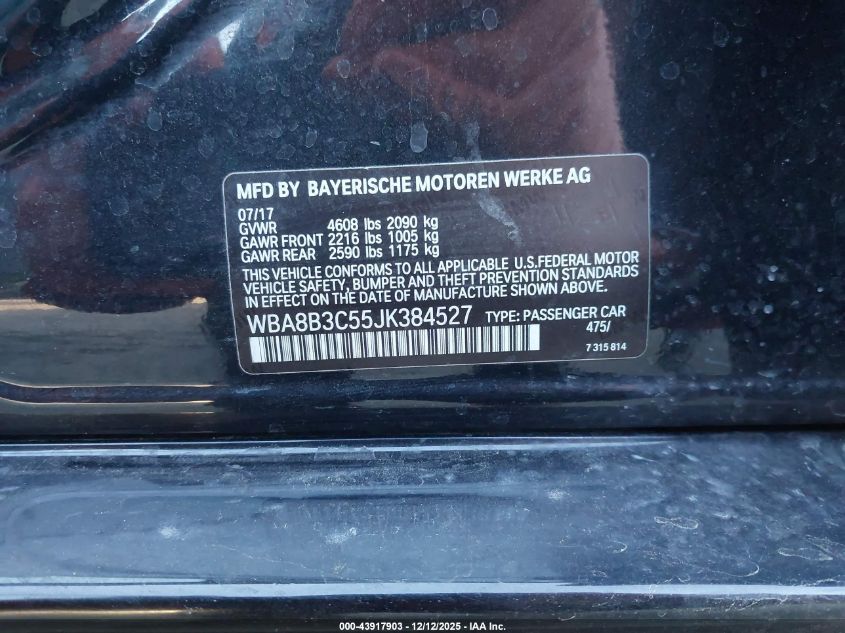 MFD BY BAYERISCHE MOTOREN WERKE AG
07/17
GVWR 4608 lbs 2090 kg
GAWR FRONT 2216 lbs 1005 kg
GAWR REAR 2590 lbs 1175 kg
THIS VEHICLE CONFORMS TO ALL APPLICABLE U.S.FEDERAL MOTOR
VEHICLE SAFETY, BUMPER AND THEFT PREVENTION STANDARDS
IN EFFECT ON THE DATE OF MANUFACTURE SHOWN ABOVE.
WBA8B3C55JK384527 TYPE: PASSENGER CAR
475/
7 315 814
000-43917903 - 12/12/2025 - IAA Inc.